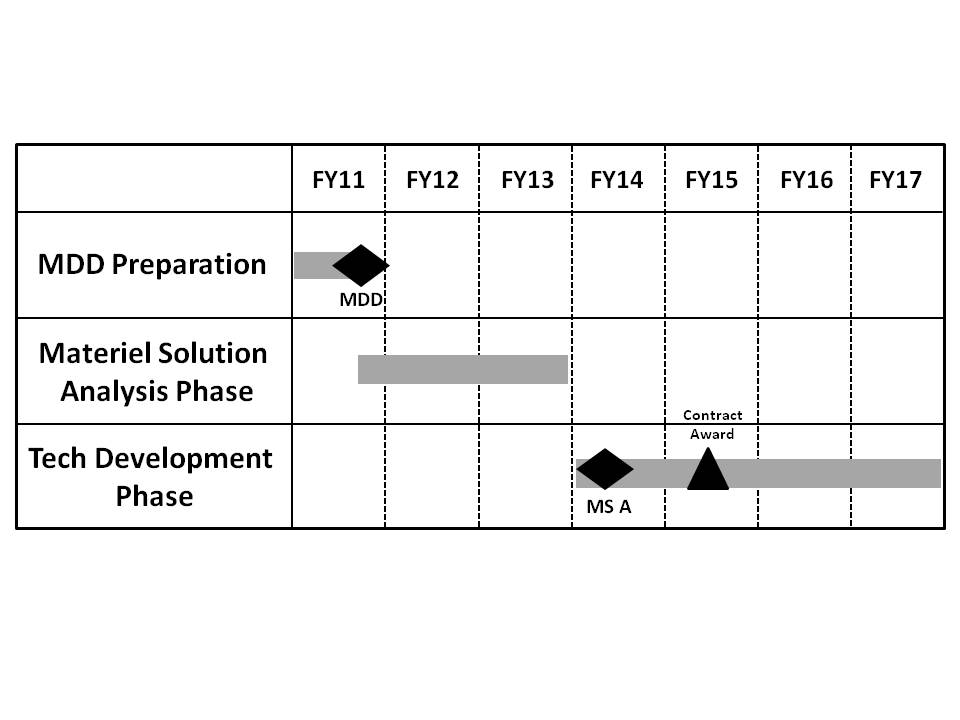 FY11 FY12 FY13 FY14 FY15 FY16 FY17
MDD Preparation
MDD
Materiel Solution
Analysis Phase
Contract
Award
Tech Development
Phase
MS A